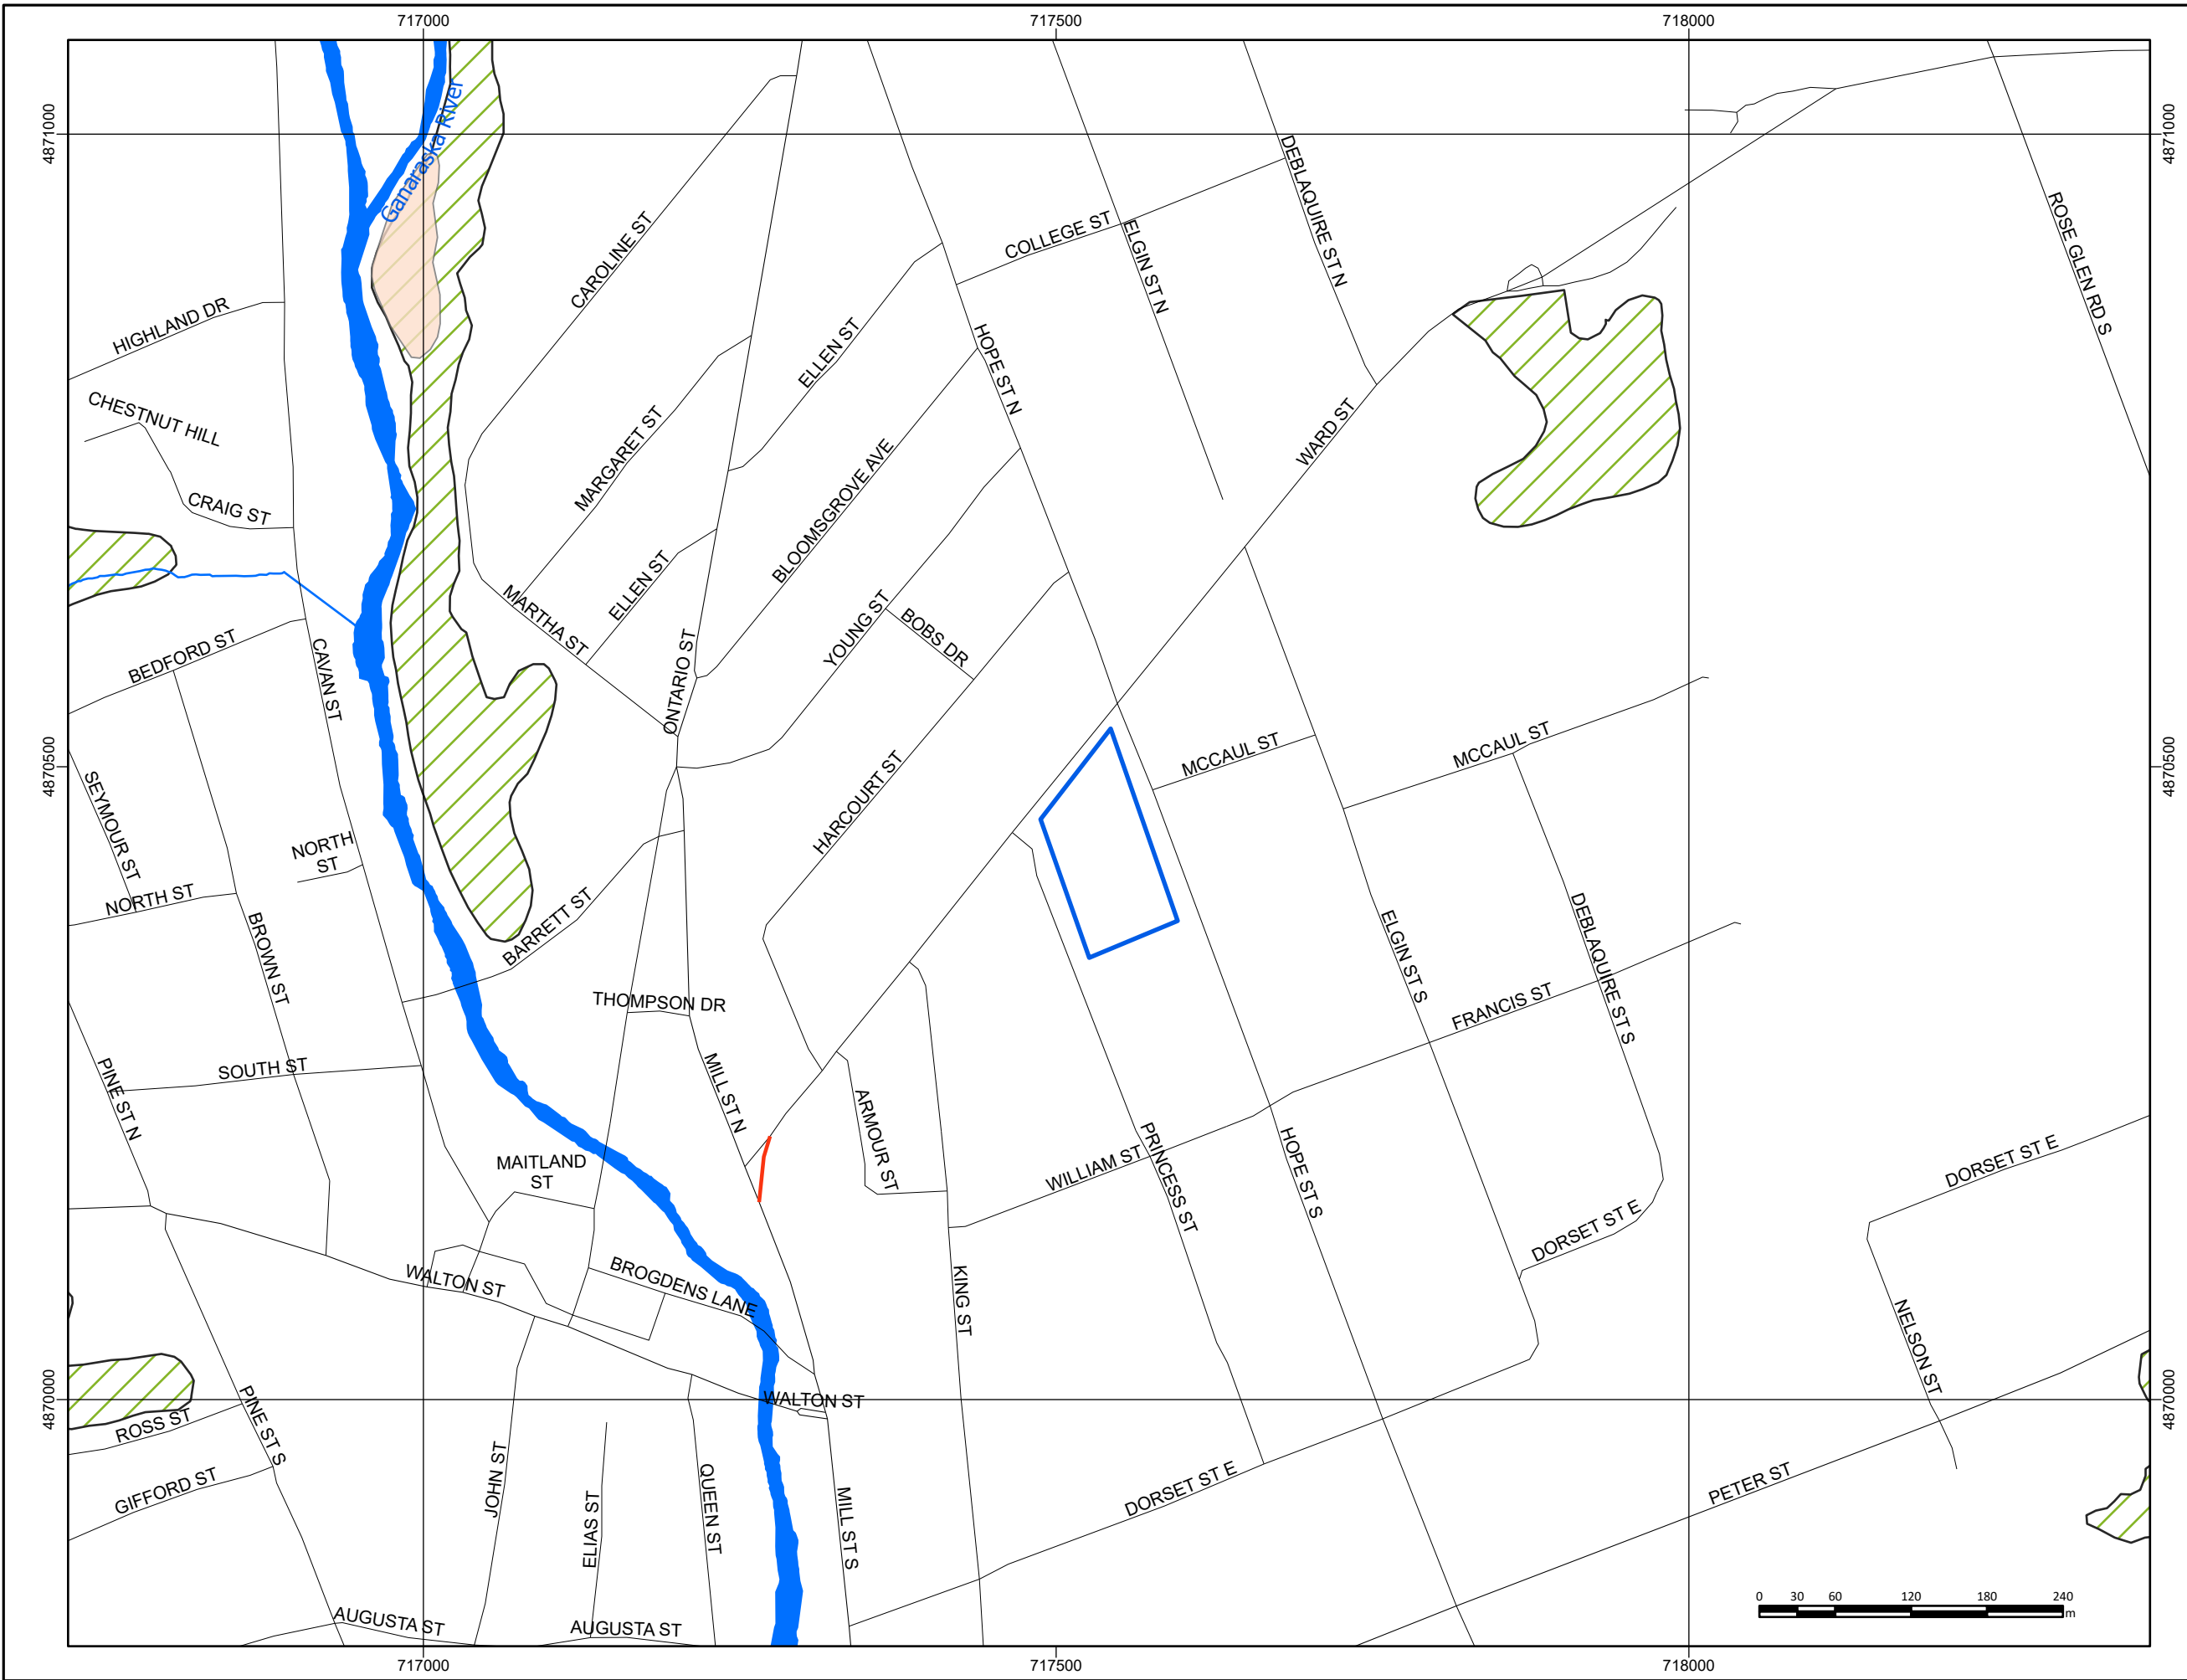 717000
717500
718000
4871000
4871000
Ganaraska River
DEBLAQUIRE ST N
ROSE GLEN RD S
COLLEGE ST
ELGIN ST N
CAROLINE ST
HIGHLAND DR
ELLEN ST
HOPE ST N
CHESTNUT HILL
MARGARET ST
WARD ST
BLOOMSGROVE AVE
CRAIG ST
ELLEN ST
MARTHA ST
YOUNG ST
BOBS DR
BEDFORD ST
CAVAN ST
ONTARIO ST
4870500
4870500
MCCAUL ST
MCCAUL ST
SEYMOUR ST
HARCOURT ST
NORTH
ST
NORTH ST
BROWN ST
BARRETT ST
ELGIN ST S
DEBLAQUIRE ST S
THOMPSON DR
FRANCIS ST
PINE ST N
SOUTH ST
MILL ST N
ARMOUR ST
PRINCESS ST
HOPE ST S
MAITLAND
ST
WILLIAM ST
DORSET ST E
DORSET ST E
WALTON ST
BROGDENS LANE
KING ST
NELSON ST
4870000
4870000
WALTON ST
ROSS ST
PINE ST S
GIFFORD ST
JOHN ST
ELIAS ST
QUEEN ST
MILL ST S
DORSET ST E
PETER ST
AUGUSTA ST
AUGUSTA ST
0 30 60 120 180 240
m
717000
717500
718000